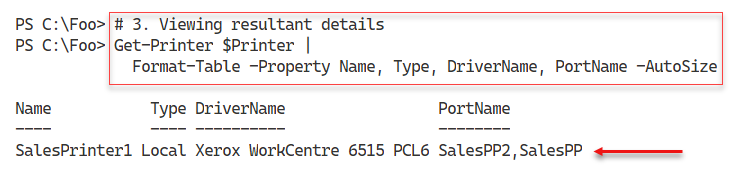 PS C:\Foo> # 3. Viewing resultant details
PS C:\Foo> Get-Printer $Printer |
Format-Table -Property Name, Type, DriverName, PortName -AutoSize
Name Type DriverName PortName
---- ---- ---------- --------
SalesPrinter1 Local Xerox WorkCentre 6515 PCL6 SalesPP2,SalesPP